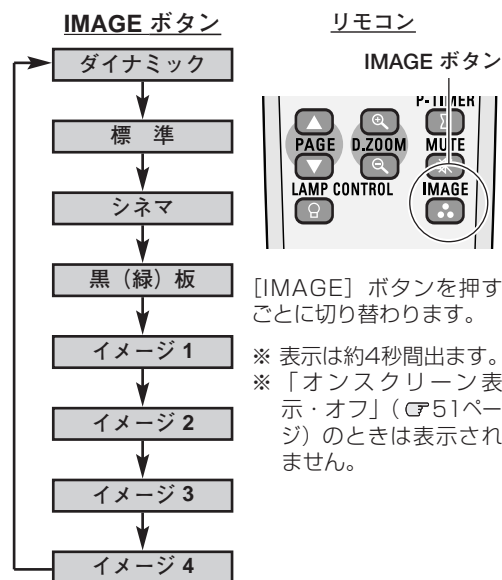 IMAGE ボタン
ダイナミック
標　準
シネマ
黒（緑）板
イメージ 1
イメージ 2
イメージ 3
イメージ 4
リモコン
IMAGE ボタン
P-TIMER
PAGE D.ZOOM MUTE
LAMP CONTROL IMAGE
［IMAGE］ボタンを押す
ごとに切り替わります。
※ 表示は約4秒間出ます。
※「オンスクリーン表
示・オフ」（☞51ペー
ジ）のときは表示され
ません。